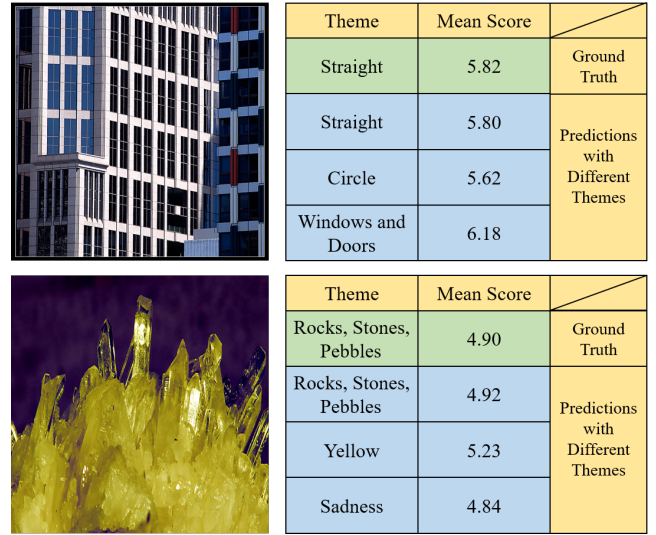 Theme Mean Score
Straight 5.82 Ground
Truth
Straight 5.80
Circle 5.62
Windows and
Doors 6.18
Predictions
with
Different
Themes
Theme Mean Score
Rocks, Stones,
Pebbles 4.90 Ground
Truth
Rocks, Stones,
Pebbles 4.92
Yellow 5.23
Sadness 4.84
Predictions
with
Different
Themes